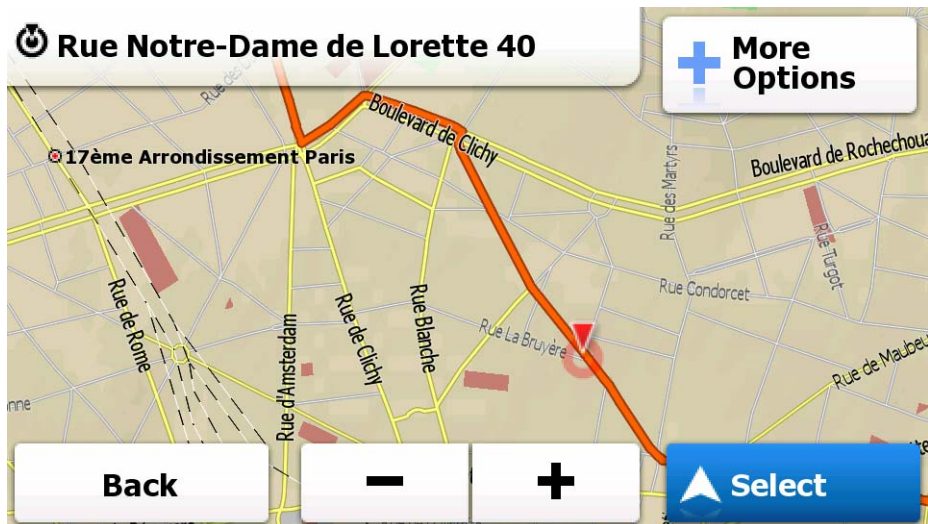 Rue Notre-Dame de Lorette 40
More
Options
Boulevard de Clichy
17ème Arrondissement Paris
Boulevard de Rochechoua
Rue des Martyrs
Rue Turgot
Rue Condorcet
Rue de Rome
Rue d'Amsterdam
Rue de Clichy
Rue Blanche
Rue La Bruyère
Rue de Maubeu
Back
−
+
Select